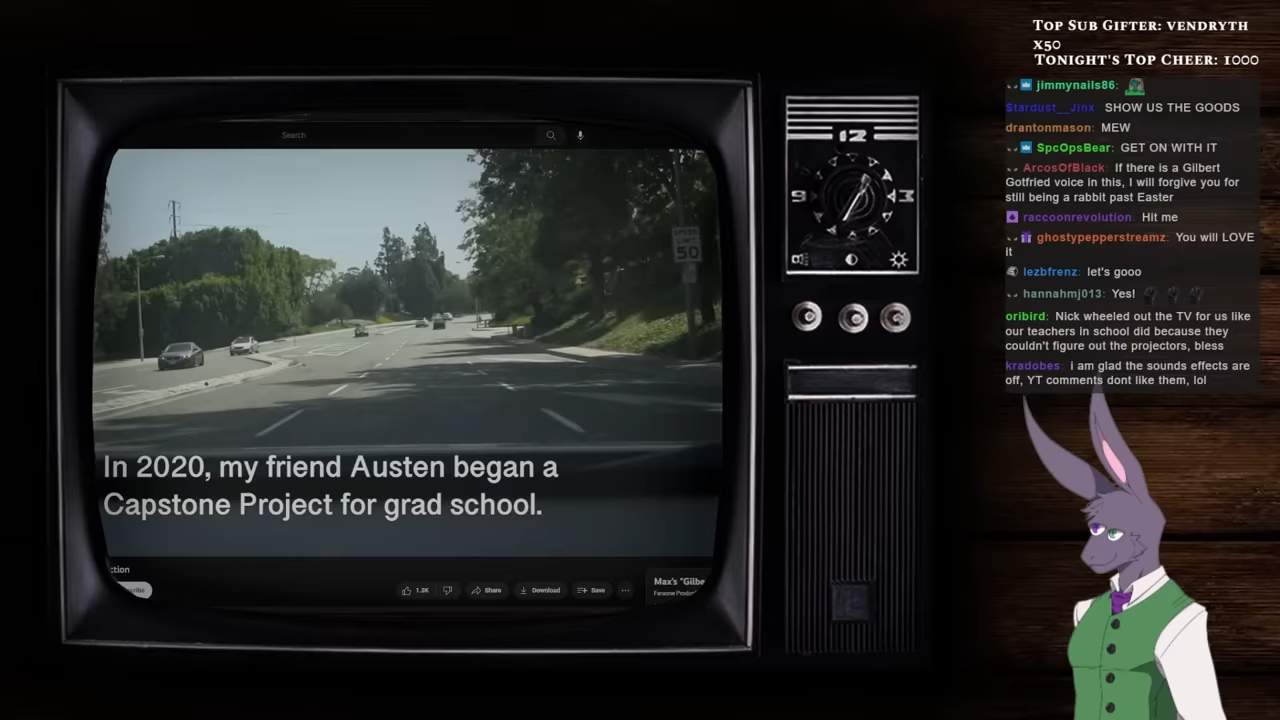 Top Sub Gifter: vendryth
x50
Tonight's Top Cheer: 1000
jimmynails86:
Stardust__Jinx SHOW US THE GOODS
drantonmason: MEW
SpcOpsBear: GET ON WITH IT
ArcosOfBlack: If there is a Gilbert
Gotfried voice in this, I will forgive you for
still being a rabbit past Easter
raccoonrevolution: Hit me
ghostypepperstreamz: You will LOVE
it
lezbfrenz: let's gooo
hannahmj013: Yes!
oribird: Nick wheeled out the TV for us like
our teachers in school did because they
couldn't figure out the projectors, bless
kradobes: i am glad the sounds effects are
off, YT comments dont like them, lol
Search
SPEED
LIMIT
50
In 2020, my friend Austen began a
Capstone Project for grad school.
ction
1.3K
Share
Download
Save
Max's "Gilbe
12
9
3